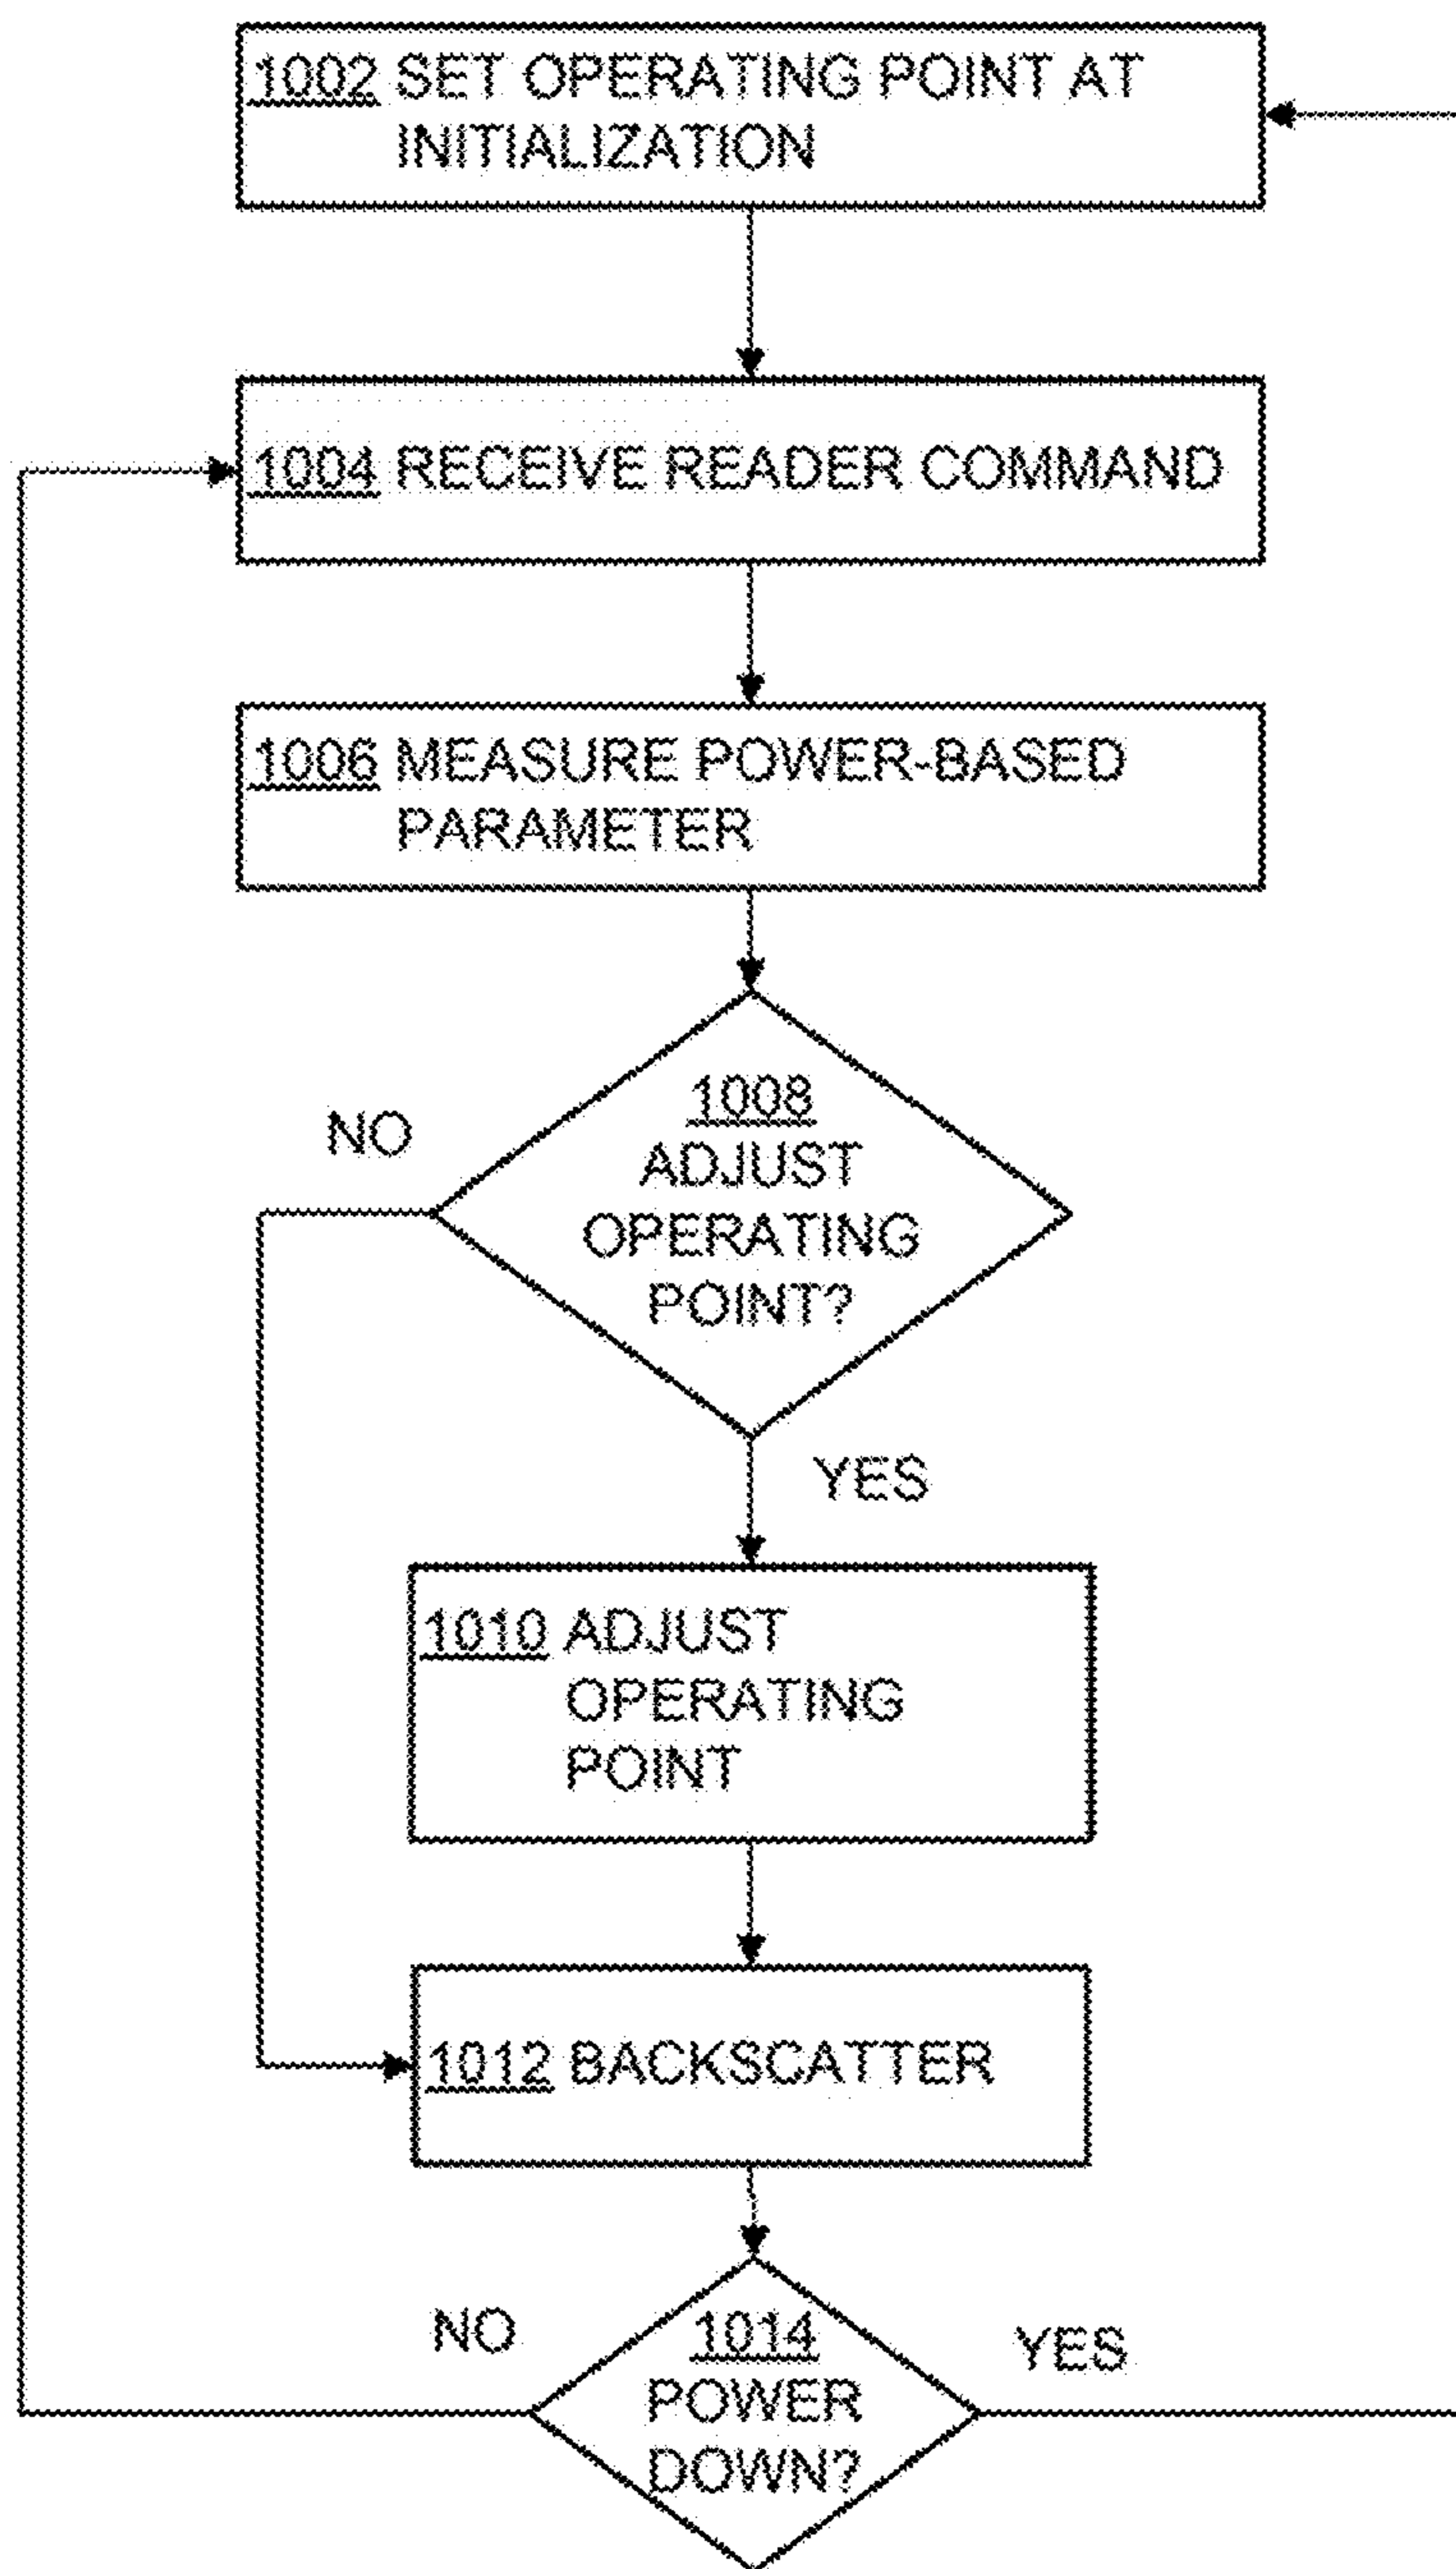 1002 SET OPERATING POINT AT
INITIALIZATION
1004 RECEIVE READER COMMAND
1006 MEASURE POWER-BASED
PARAMETER
1008
ADJUST
OPERATING
POINT?
NO
YES
1010 ADJUST
OPERATING
POINT
1012 BACKSCATTER
1014
POWER
DOWN?
NO
YES